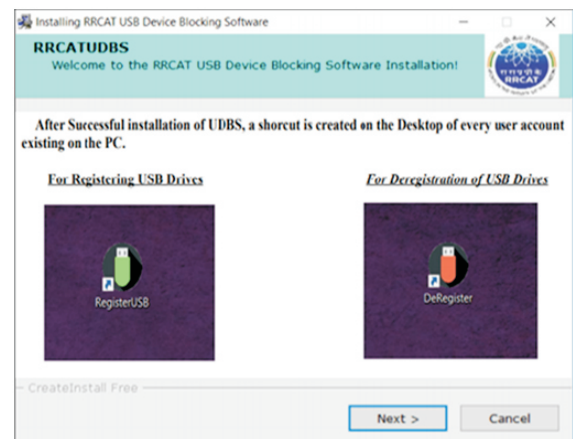 Installing RRCAT USB Device Blocking Software
RRCATUDBS
Welcome to the RRCAT USB Device Blocking Software Installation!
RRCAT
After Successful installation of UDBS, a shorcut is created on the Desktop of every user account
existing on the PC.
For Registering USB Drives
For Deregistration of USB Drives
RegisterUSB
DeRegister
CreateInstall Free
Next >
Cancel